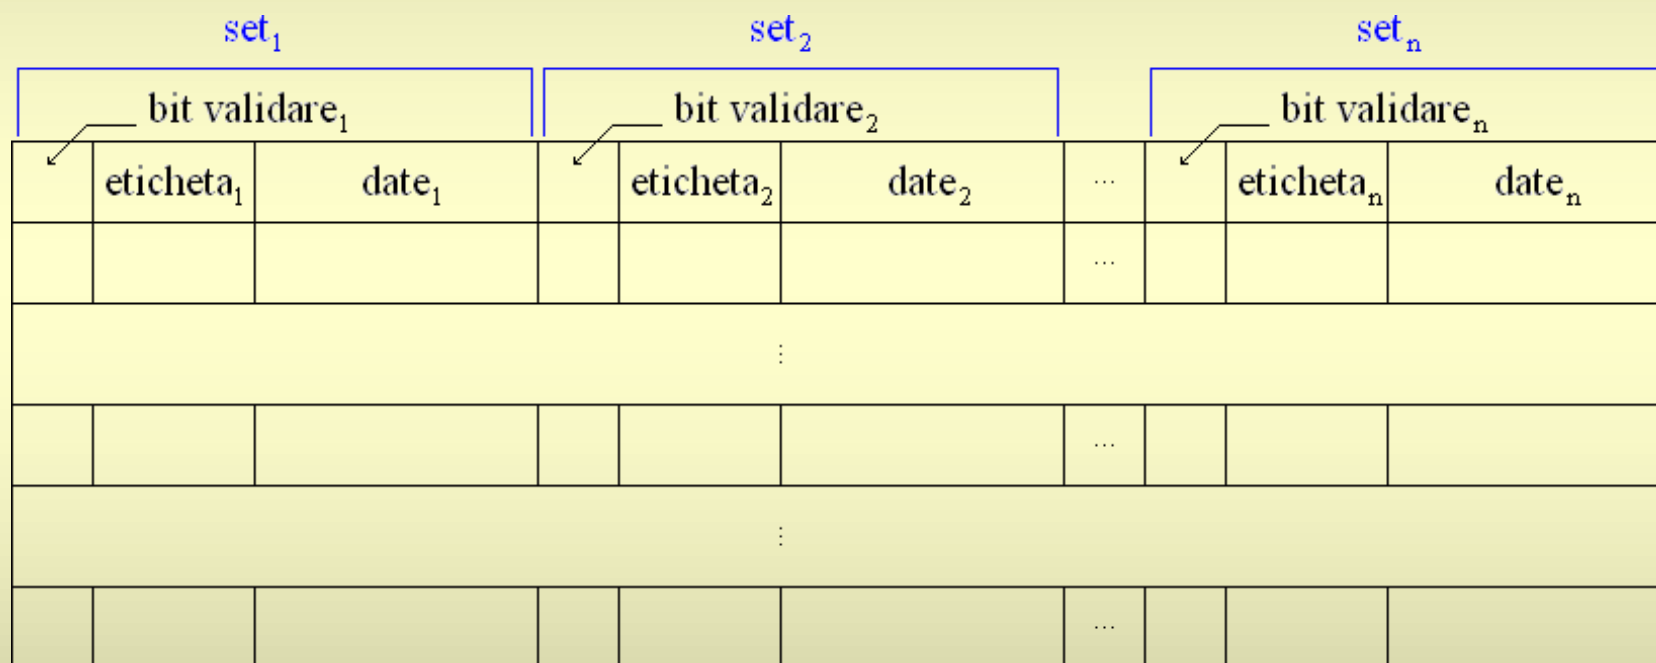 set₁ set₂ setₙ
bit validare₁ bit validare₂ bit validareₙ
eticheta₁ date₁ eticheta₂ date₂ ... etichetaₙ dateₙ
...
⋮
...
⋮
...